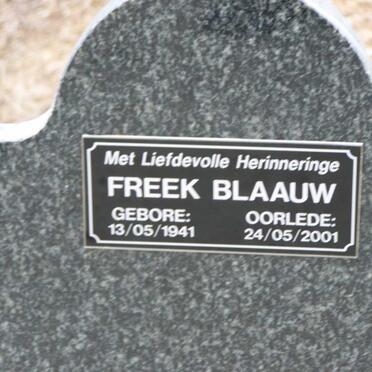 Met Liefdevolle Herinneringe
FREEK BLAAUW
GEBORE: OORLEDE:
13/05/1941 24/05/2001